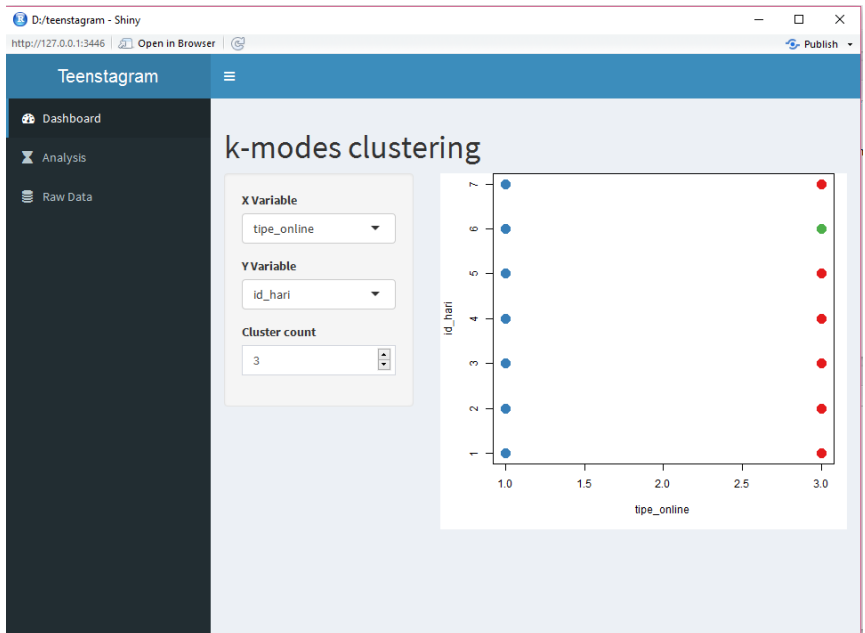 D:/teenstagram - Shiny
http://127.0.0.1:3446 Open in Browser Publish
Teenstagram
Dashboard
Analysis
Raw Data
k-modes clustering
X Variable
tipe_online
Y Variable
id_hari
Cluster count
3
id_hari
7
6
5
4
3
2
1
1.0 1.5 2.0 2.5 3.0
tipe_online